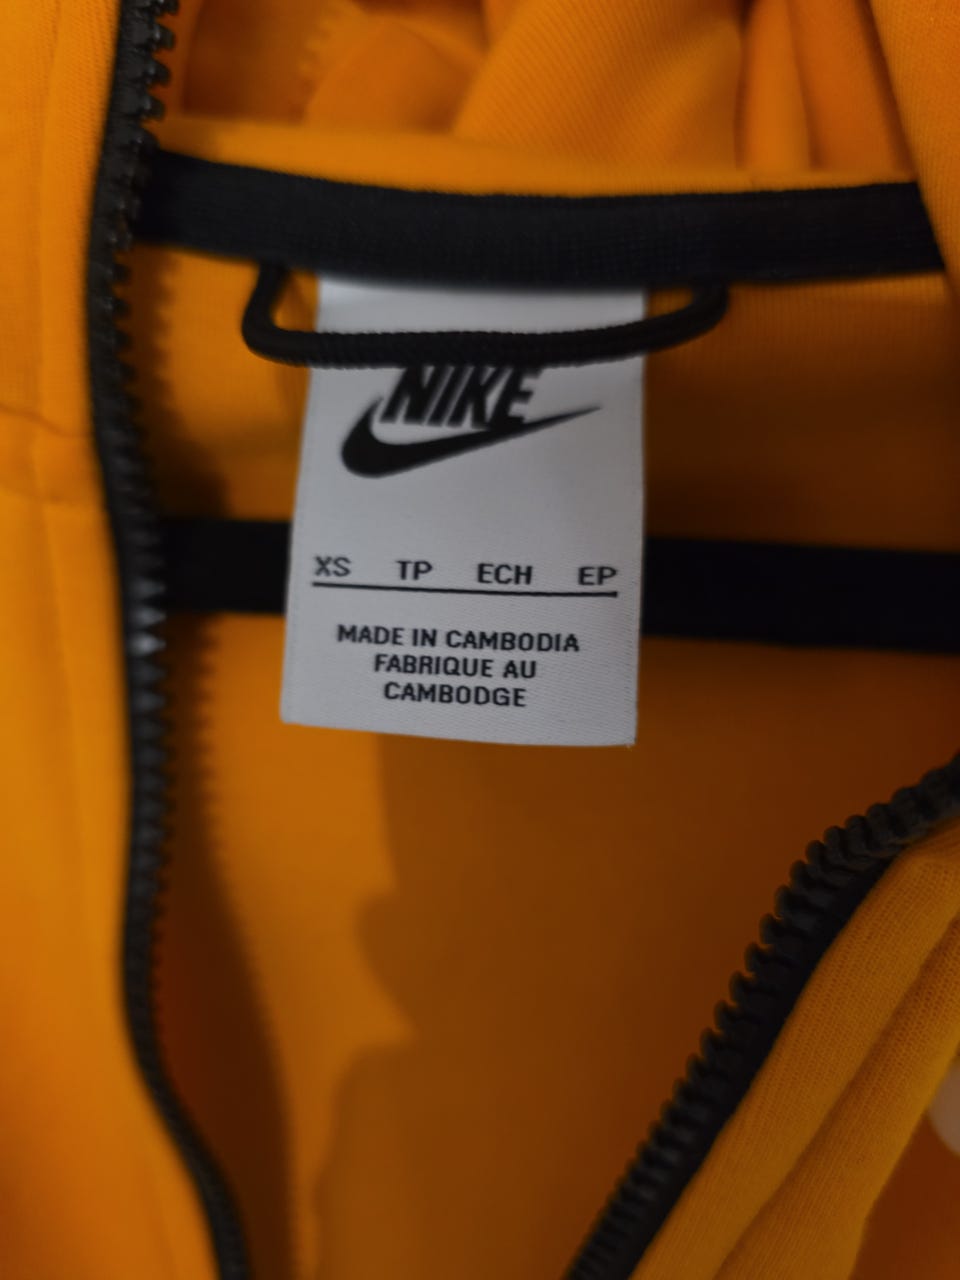 NIKE
XS TP ECH EP
MADE IN CAMBODIA
FABRIQUE AU
CAMBODGE